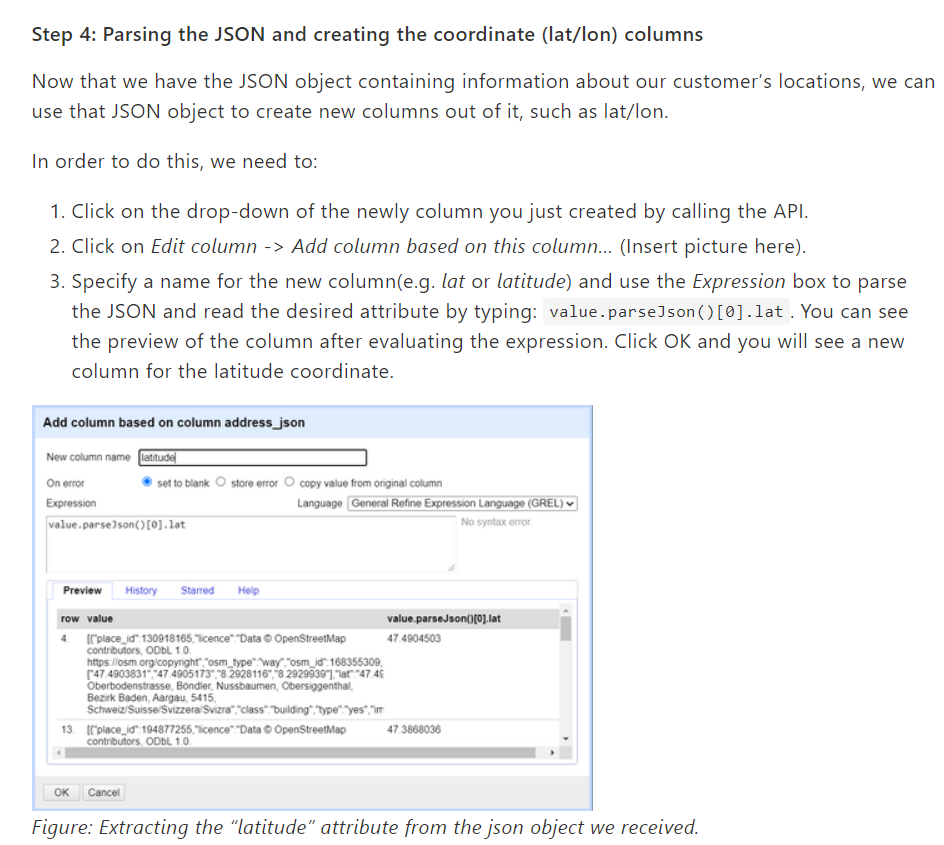 Step 4: Parsing the JSON and creating the coordinate (lat/lon) columns
Now that we have the JSON object containing information about our customer's locations, we can
use that JSON object to create new columns out of it, such as lat/lon.
In order to do this, we need to:
1. Click on the drop-down of the newly column you just created by calling the API.
2. Click on Edit column -> Add column based on this column... (Insert picture here).
3. Specify a name for the new column(e.g. lat or latitude) and use the Expression box to parse
the JSON and read the desired attribute by typing: value.parseJson()[0].lat . You can see
the preview of the column after evaluating the expression. Click OK and you will see a new
column for the latitude coordinate.
Add column based on column address_json
New column name latitude
On error set to blank store error copy value from original column
Expression Language General Refine Expression Language (GREL)
value.parseJson()[0].lat No syntax error.
Preview History Starred Help
row value value.parseJson()[0].lat
4. [{"place_id":130918165,"licence":"Data © OpenStreetMap 47.4904503
contributors, ODbL 1.0.
https://osm.org/copyright","osm_type":"way","osm_id":168355309,
["47.4903831","47.4905173","8.2928116","8.2929939"],"lat":"47.49
Oberbodenstrasse, Bondler, Nussbaumen, Obersiggenthal,
Bezirk Baden, Aargau, 5415,
Schweiz/Suisse/Svizzera/Svizra","class":"building","type":"yes","im
13. [{"place_id":194877255,"licence":"Data © OpenStreetMap 47.3868036
contributors, ODbL 1.0.
OK Cancel
Figure: Extracting the "latitude" attribute from the json object we received.